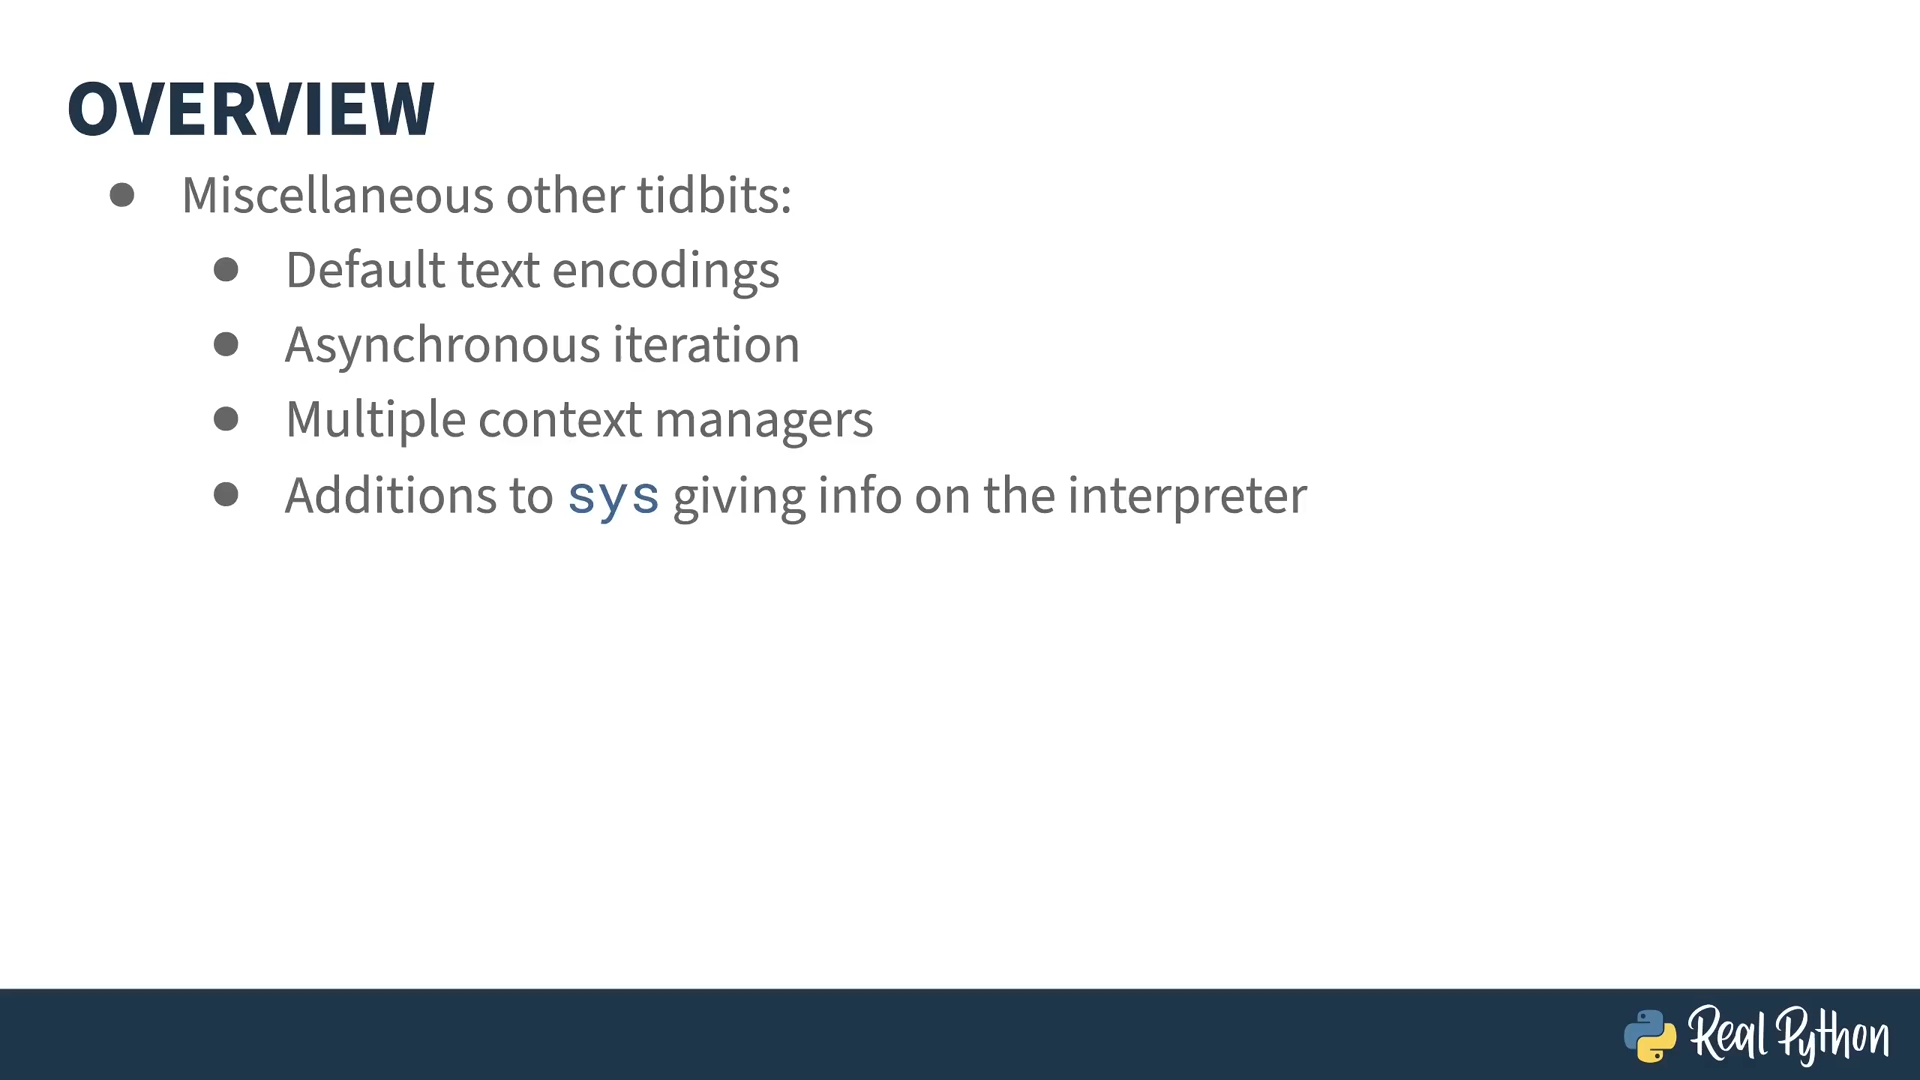 OVERVIEW
● Miscellaneous other tidbits:
● Default text encodings
● Asynchronous iteration
● Multiple context managers
● Additions to sys giving info on the interpreter
Real Python